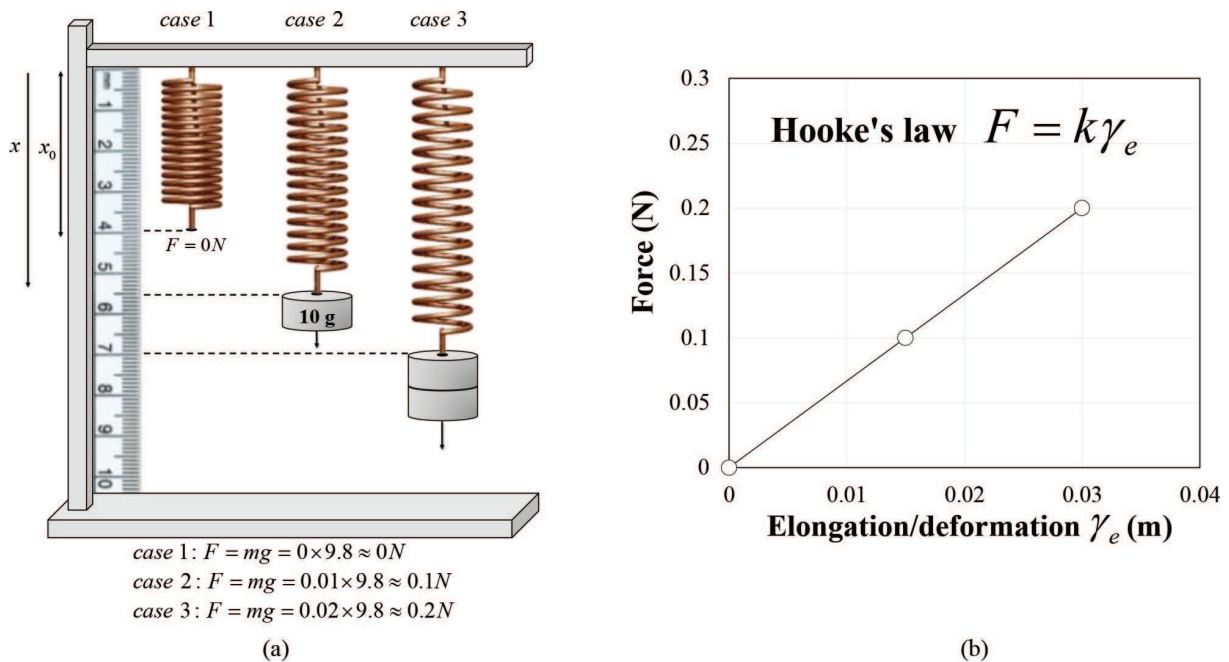 case 1
case 2
case 3
mm
1
2
3
4
5
6
7
8
9
10
x
x₀
F = 0N
10 g
case 1: F = mg = 0 × 9.8 ≈ 0N
case 2: F = mg = 0.01 × 9.8 ≈ 0.1N
case 3: F = mg = 0.02 × 9.8 ≈ 0.2N
(a)
Hooke's law F = kγₑ
Force (N)
0.3
0.25
0.2
0.15
0.1
0.05
0
0 0.01 0.02 0.03 0.04
Elongation/deformation γₑ (m)
(b)